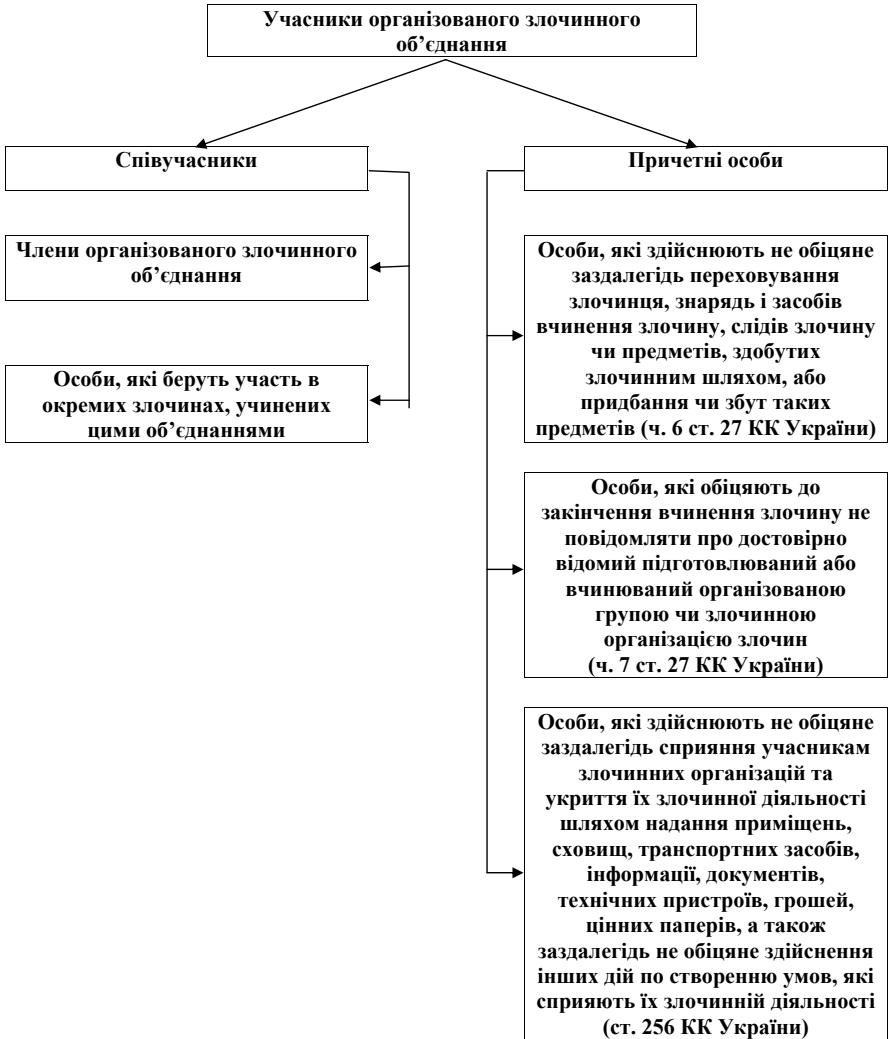 Учасники організованого злочинного
об’єднання
Співучасники
Члени організованого злочинного
об’єднання
Особи, які беруть участь в
окремих злочинах, учинених
цими об’єднаннями
Причетні особи
Особи, які здійснюють не обіцяне
заздалегідь переховування
злочинця, знарядь і засобів
вчинення злочину, слідів злочину
чи предметів, здобутих
злочинним шляхом, або
придбання чи збут таких
предметів (ч. 6 ст. 27 КК України)
Особи, які обіцяють до
закінчення вчинення злочину не
повідомляти про достовірно
відомий підготовлюваний або
вчинюваний організованою
групою чи злочинною
організацією злочин
(ч. 7 ст. 27 КК України)
Особи, які здійснюють не обіцяне
заздалегідь сприяння учасникам
злочинних організацій та
укриття їх злочинної діяльності
шляхом надання приміщень,
сховищ, транспортних засобів,
інформації, документів,
технічних пристроїв, грошей,
цінних паперів, а також
заздалегідь не обіцяне здійснення
інших дій по створенню умов, які
сприяють їх злочинній діяльності
(ст. 256 КК України)